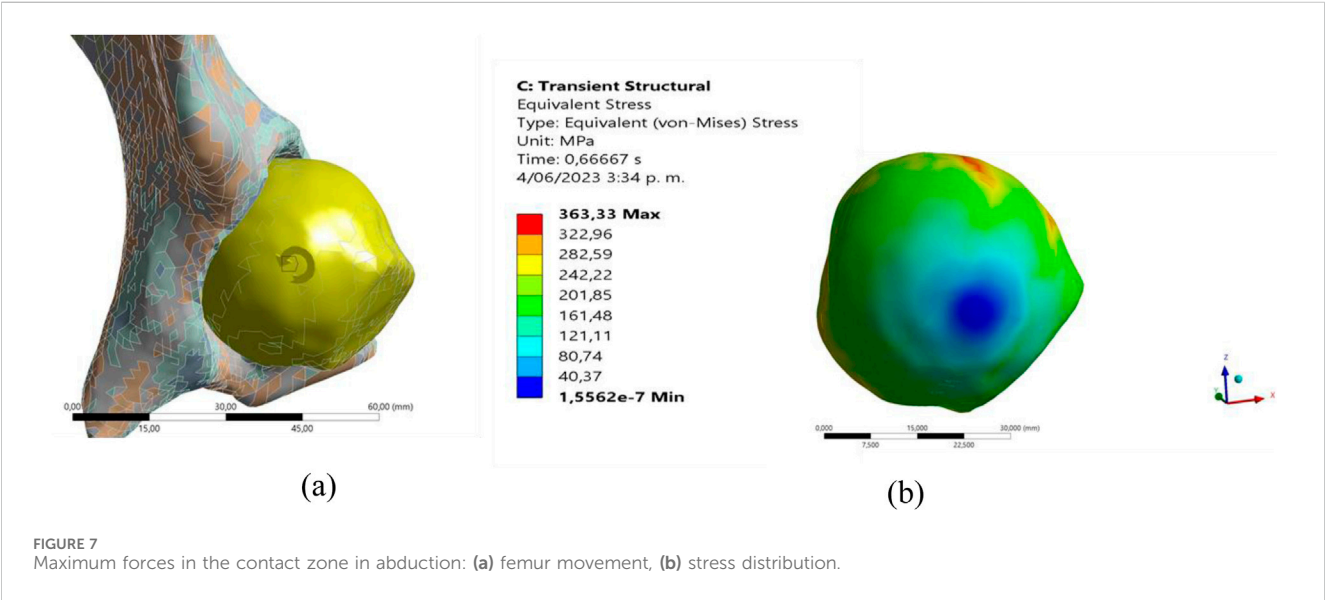 C: Transient Structural
Equivalent Stress
Type: Equivalent (von-Mises) Stress
Unit: MPa
Time: 0,66667 s
4/06/2023 3:34 p. m.
363,33 Max
322,96
282,59
242,22
201,85
161,48
121,11
80,74
40,37
1,5562e-7 Min
0,00 30,00 60,00 (mm)
15,00 45,00
0,000 15,000 30,000 (mm)
7,500 22,500
Z
X
(a)
(b)
FIGURE 7
Maximum forces in the contact zone in abduction: (a) femur movement, (b) stress distribution.